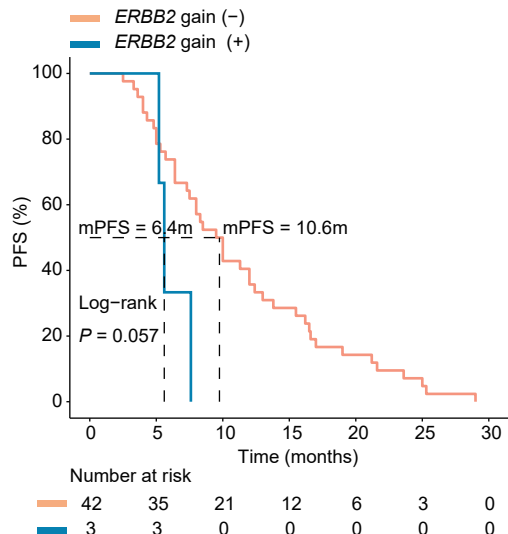 ERBB2 gain (−)
ERBB2 gain (+)
100
80
60
40
20
0
PFS (%)
mPFS = 6.4m
mPFS = 10.6m
Log−rank
P = 0.057
0 5 10 15 20 25 30
Time (months)
Number at risk
42 35 21 12 6 3 0
3 3 0 0 0 0 0